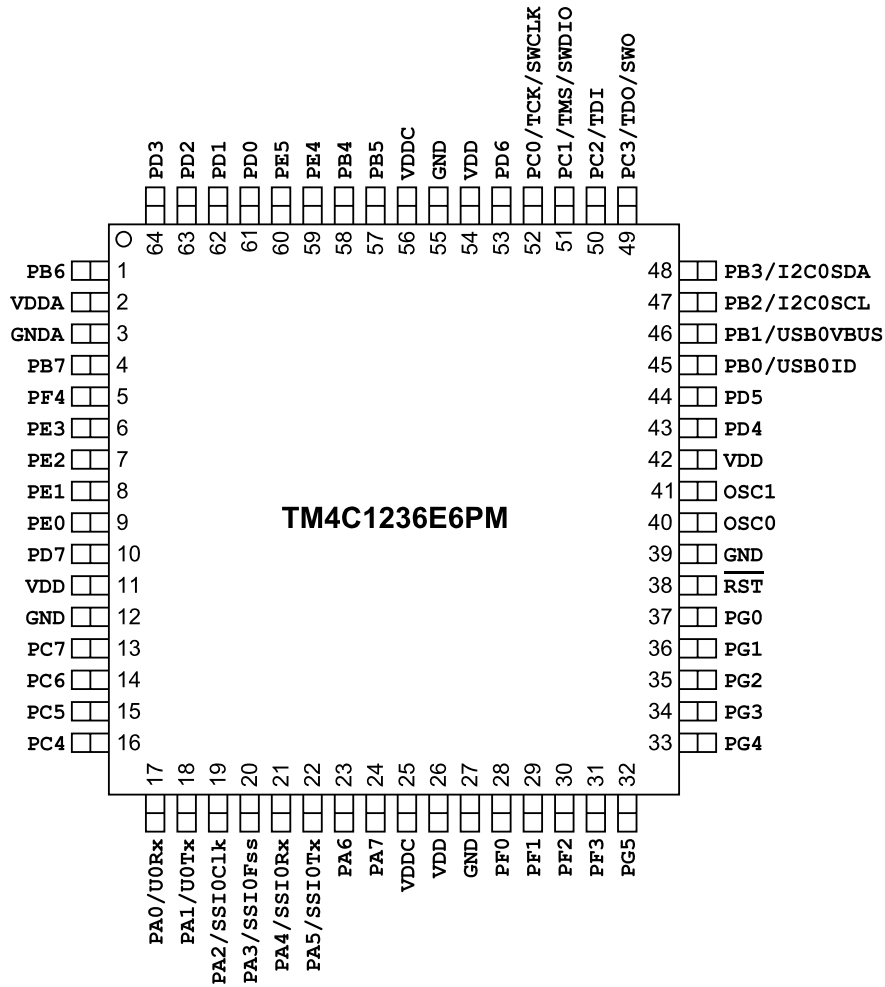 PD3
PD2
PD1
PD0
PE5
PE4
PB4
PB5
VDDC
GND
VDD
PD6
PC0/TCK/SWCLK
PC1/TMS/SWDIO
PC2/TDI
PC3/TDO/SWO
64
63
62
61
60
59
58
57
56
55
54
53
52
51
50
49
PB6 1
VDDA 2
GNDA 3
PB7 4
PF4 5
PE3 6
PE2 7
PE1 8
PE0 9
PD7 10
VDD 11
GND 12
PC7 13
PC6 14
PC5 15
PC4 16
TM4C1236E6PM
48 PB3/I2C0SDA
47 PB2/I2C0SCL
46 PB1/USB0VBUS
45 PB0/USB0ID
44 PD5
43 PD4
42 VDD
41 OSC1
40 OSC0
39 GND
38 RST
37 PG0
36 PG1
35 PG2
34 PG3
33 PG4
17
18
19
20
21
22
23
24
25
26
27
28
29
30
31
32
PA0/U0Rx
PA1/U0Tx
PA2/SSI0Clk
PA3/SSI0Fss
PA4/SSI0Rx
PA5/SSI0Tx
PA6
PA7
VDDC
VDD
GND
PF0
PF1
PF2
PF3
PG5